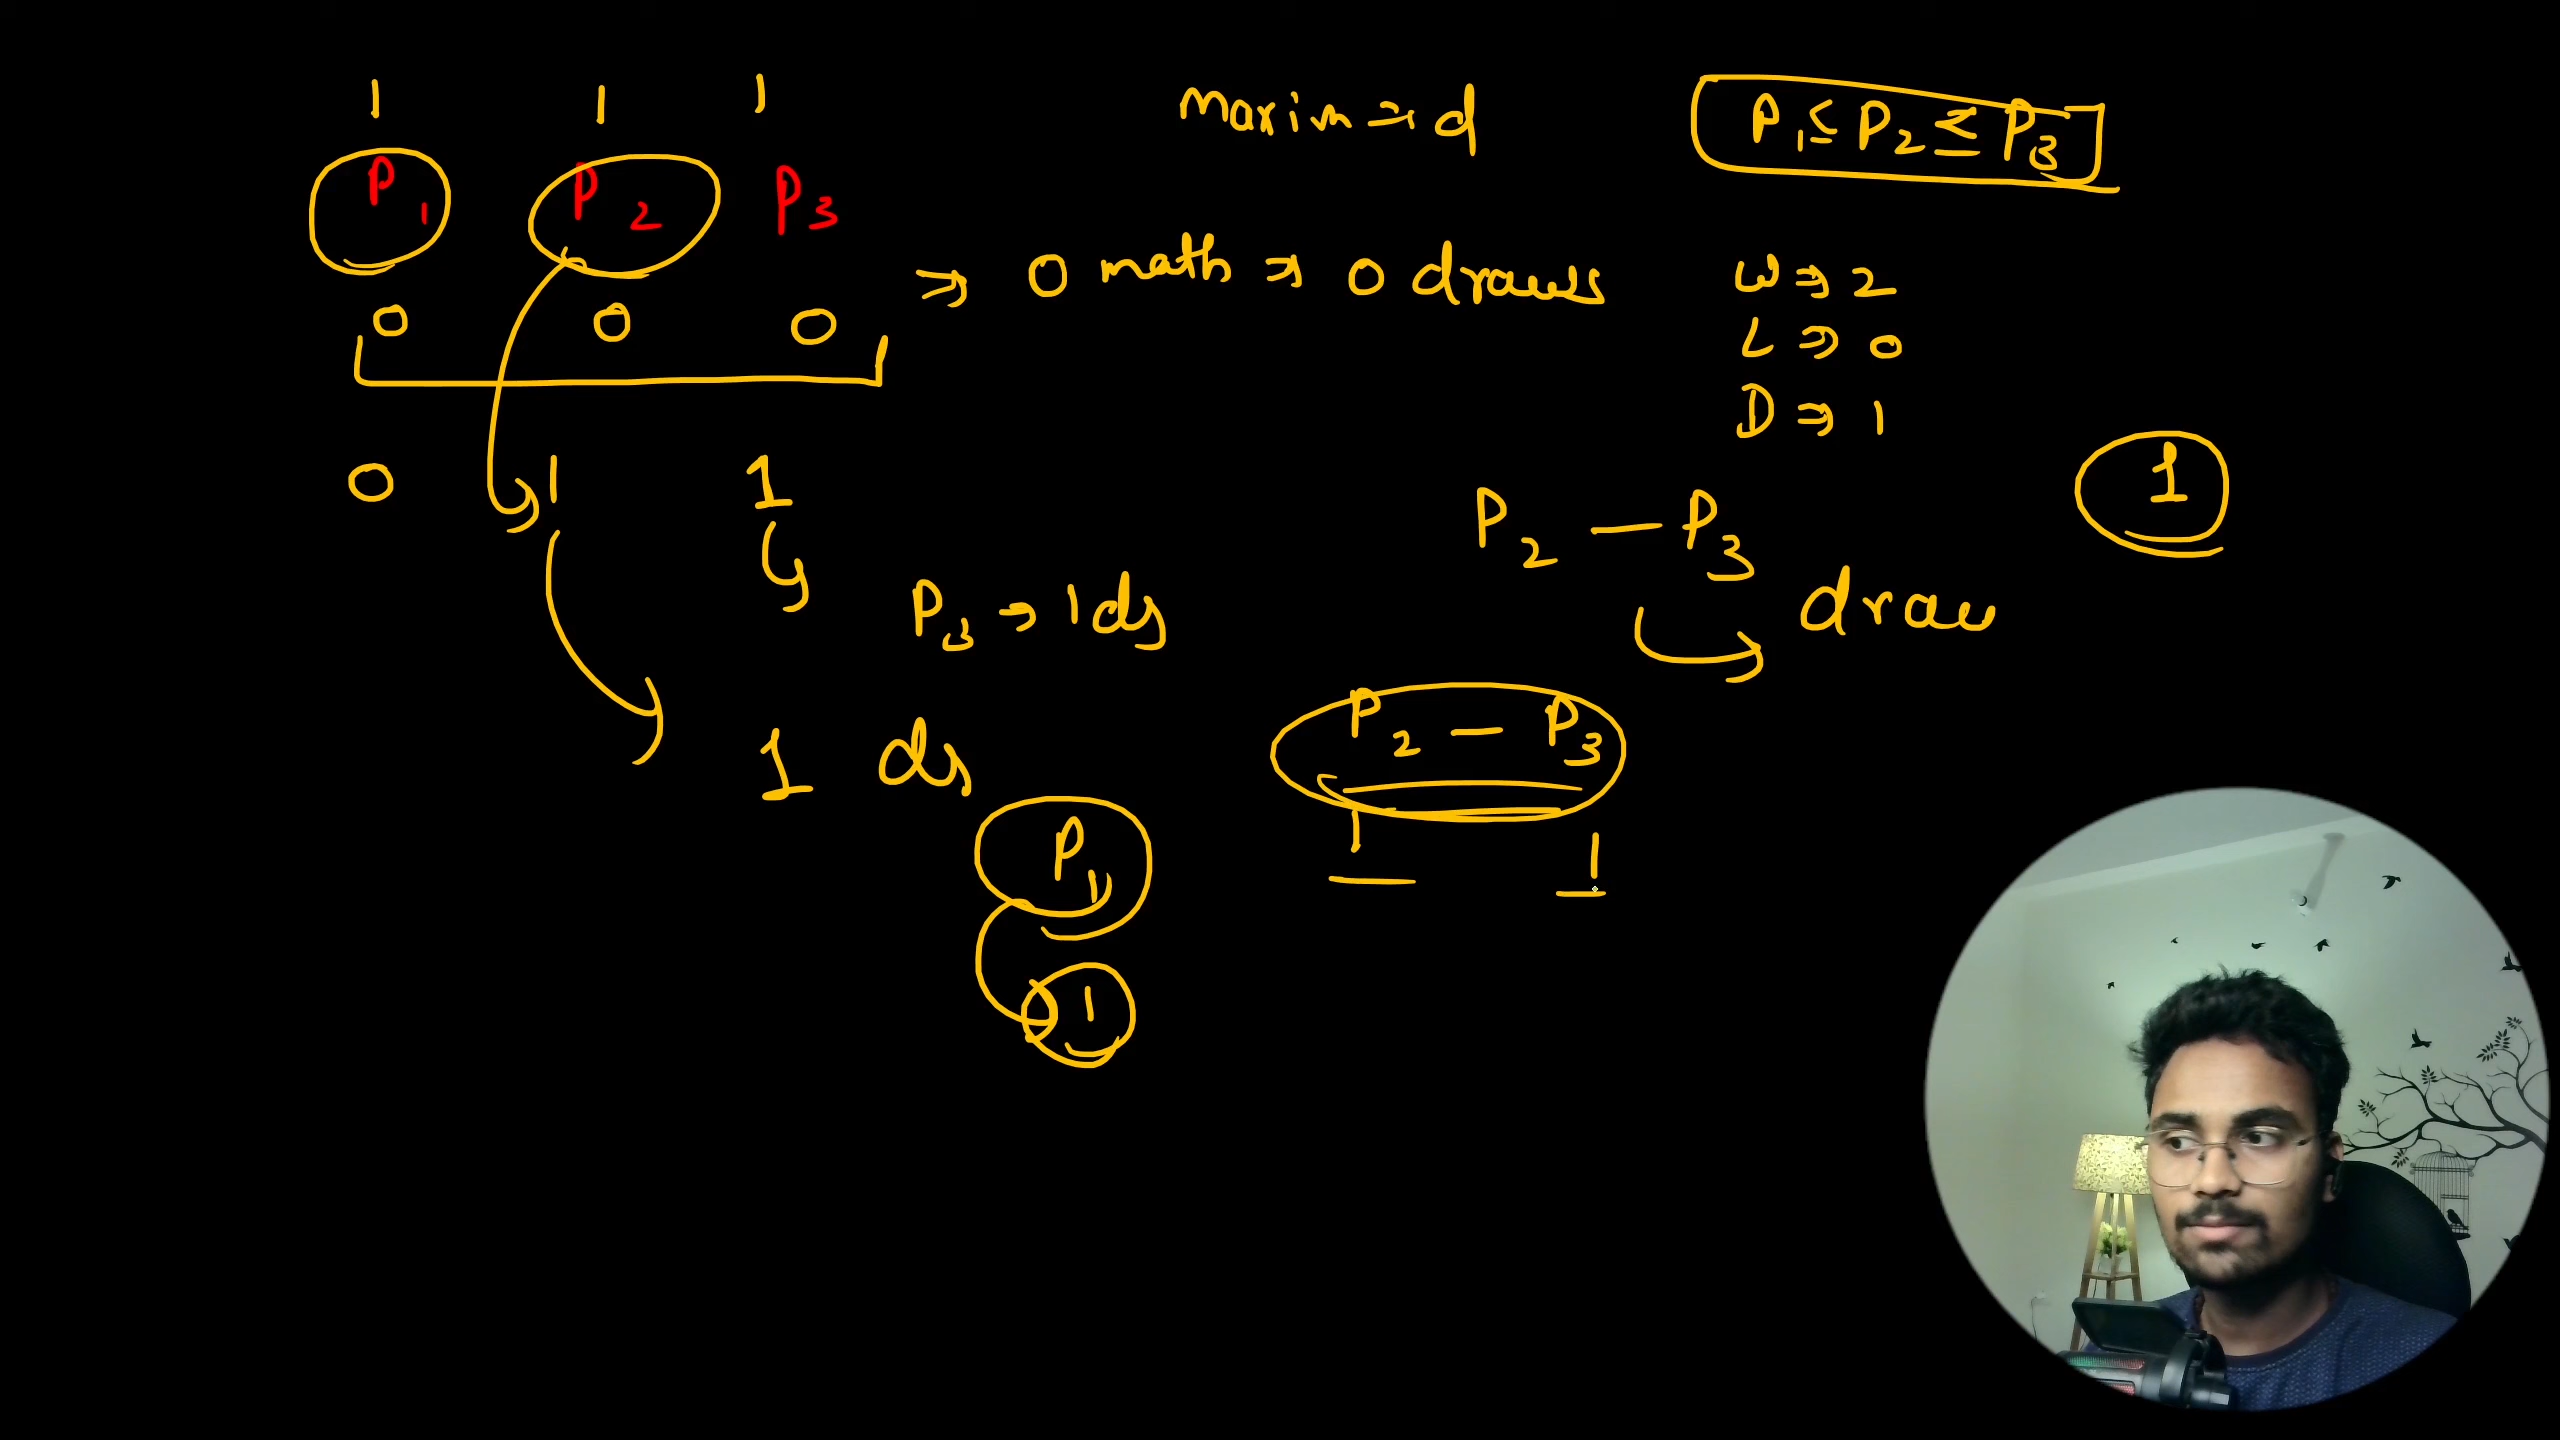 1 1 1
P1 P2 P3
maxim ⇒ d
P1 ≤ P2 ≤ P3
0 0 0 ⇒ 0 math ⇒ 0 draws
W ⇒ 2
L ⇒ 0
D ⇒ 1
0 1 1
P2 — P3
1
draw
P3 → 1 ds
1 ds
P2 — P3
1 1
P1
1